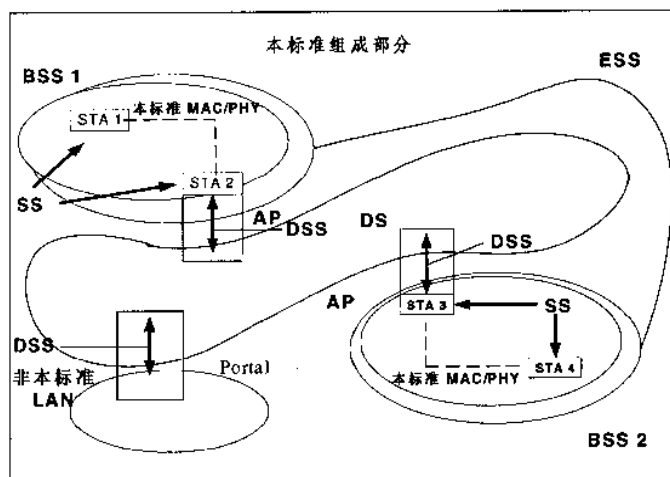 本标准组成部分
BSS 1
ESS
STA 1
本标准 MAC/PHY
STA 2
SS
AP
DSS
DS
DSS
AP
STA 3
SS
DSS
Portal
非本标准
LAN
本标准 MAC/PHY
STA 4
BSS 2